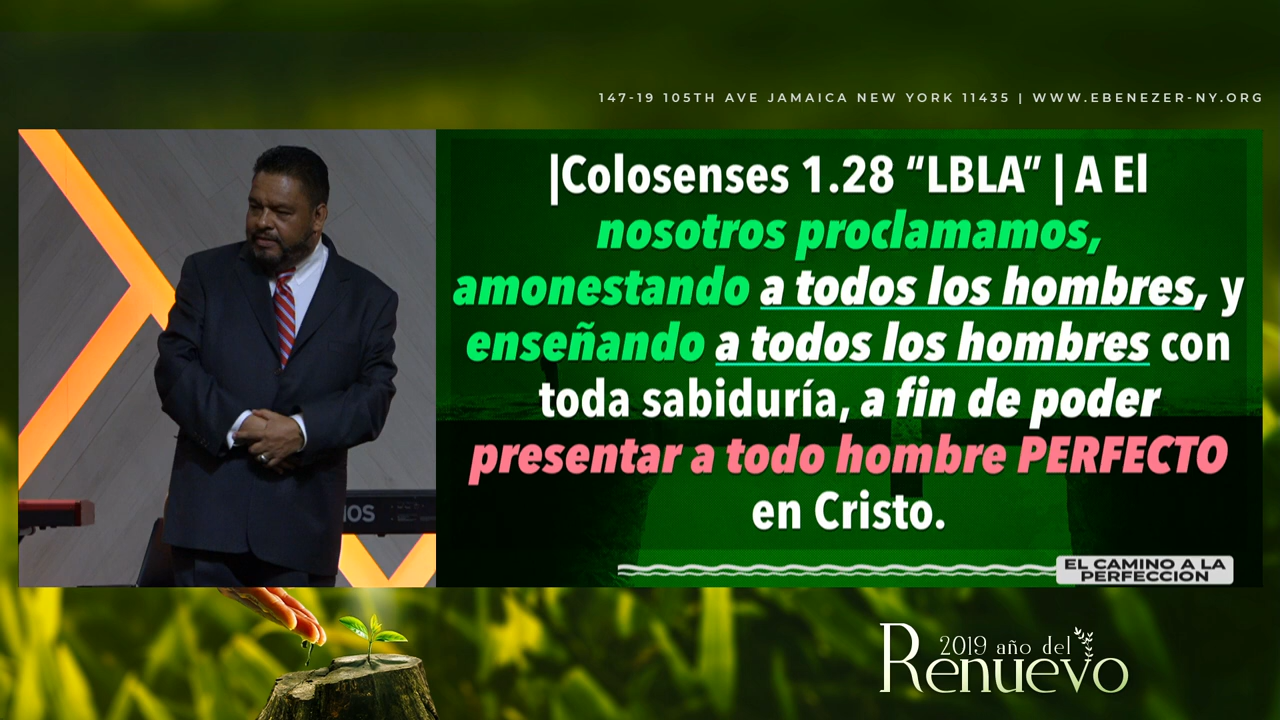 147-19 105TH AVE JAMAICA NEW YORK 11435 | WWW.EBENEZER-NY.ORG
|Colosenses 1.28 “LBLA” | A El
nosotros proclamamos,
amonestando a todos los hombres, y
enseñando a todos los hombres con
toda sabiduría, a fin de poder
presentar a todo hombre PERFECTO
en Cristo.
EL CAMINO A LA
PERFECCION
2019 año del
Renuevo